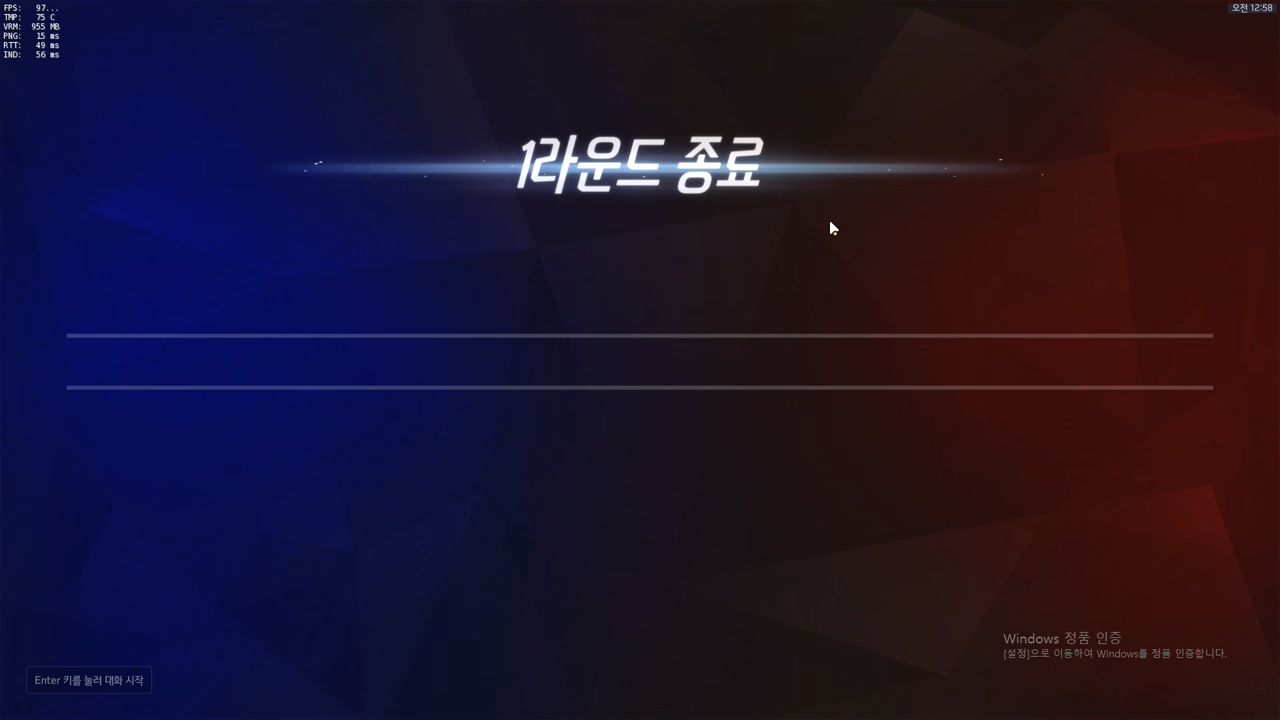 FPS: 97...
TMP: 75 C
VRM: 955 MB
PNG: 15 ms
RTT: 49 ms
IND: 56 ms
오전 12:58
1라운드 종료
Windows 정품 인증
[설정]으로 이동하여 Windows를 정품 인증합니다.
Enter 키를 눌러 대화 시작